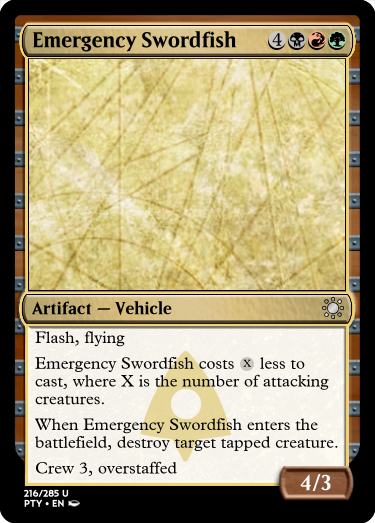 Emergency Swordfish 4
Artifact — Vehicle
Flash, flying
Emergency Swordfish costs X less to
cast, where X is the number of attacking
creatures.
When Emergency Swordfish enters the
battlefield, destroy target tapped creature.
Crew 3, overstaffed
4/3
216/285 U
PTY • EN